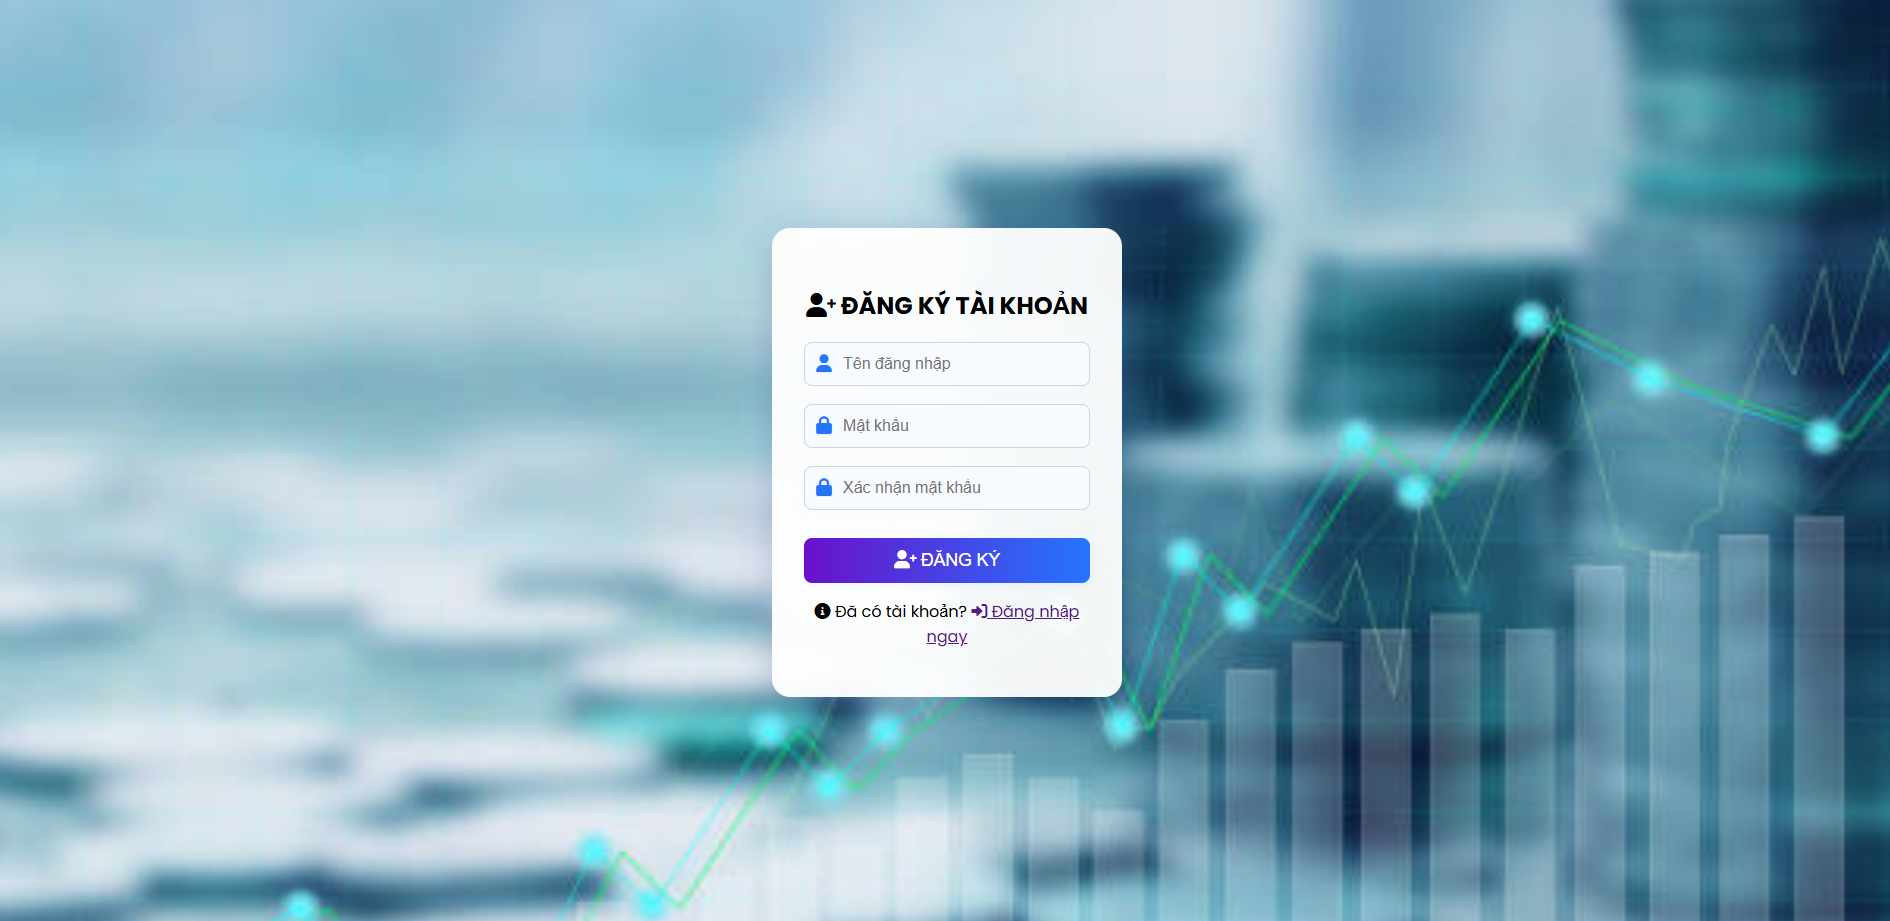 ĐĂNG KÝ TÀI KHOẢN
Tên đăng nhập
Mật khẩu
Xác nhận mật khẩu
ĐĂNG KÝ
Đã có tài khoản? Đăng nhập
ngay